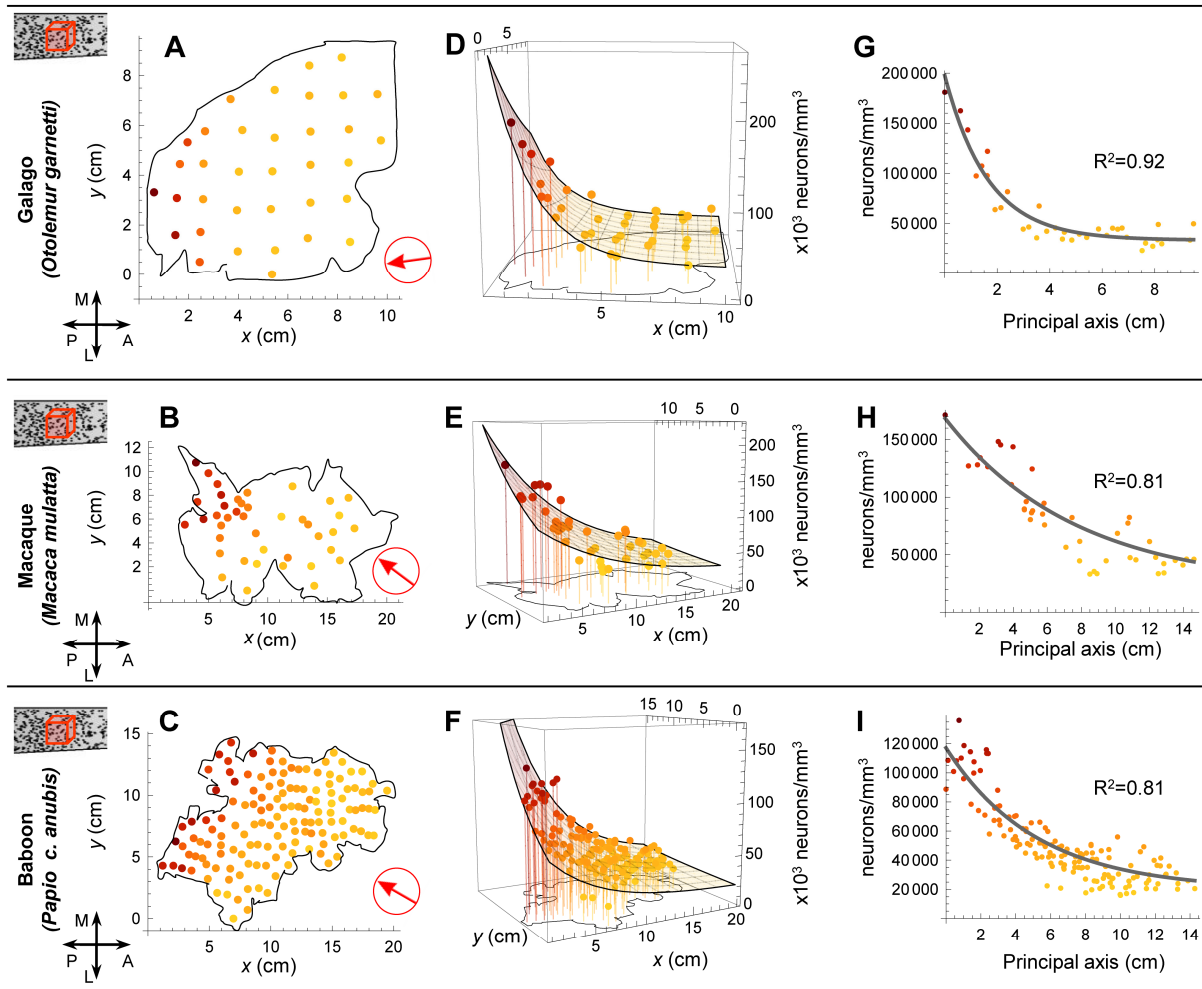 A
D
G
Galago
(Otolemur garnetti)
8
6
4
2
0
y (cm)
2 4 6 8 10
x (cm)
M
P A
L
0 5
200
100
0
x10³ neurons/mm³
5 10
x (cm)
200 000
150 000
100 000
50 000
neurons/mm³
R²=0.92
2 4 6 8
Principal axis (cm)
B
E
H
Macaque
(Macaca mulatta)
12
10
8
6
4
2
y (cm)
5 10 15 20
x (cm)
M
P A
L
10 5 0
200
150
100
50
0
x10³ neurons/mm³
y (cm)
5 10 15 20
x (cm)
150 000
100 000
50 000
neurons/mm³
R²=0.81
2 4 6 8 10 12 14
Principal axis (cm)
C
F
I
Baboon
(Papio c. anubis)
15
10
5
0
y (cm)
5 10 15 20
x (cm)
M
P A
L
15 10 5 0
150
100
50
0
x10³ neurons/mm³
y (cm)
5 10 15 20
x (cm)
120 000
100 000
80 000
60 000
40 000
20 000
neurons/mm³
R²=0.81
2 4 6 8 10 12 14
Principal axis (cm)